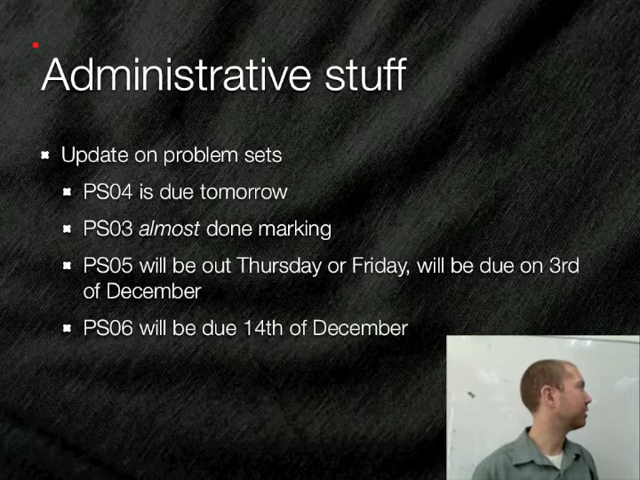 Administrative stuff
Update on problem sets
PS04 is due tomorrow
PS03 almost done marking
PS05 will be out Thursday or Friday, will be due on 3rd
of December
PS06 will be due 14th of December